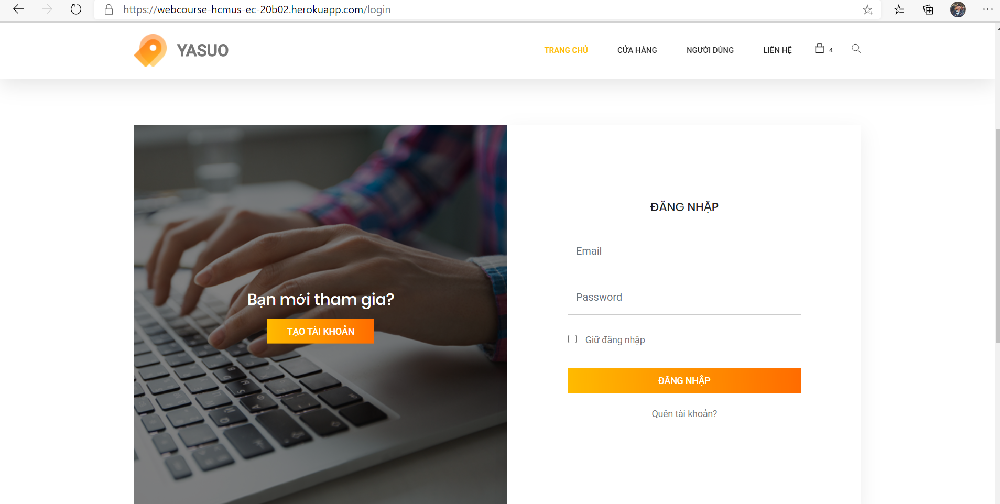 https://webcourse-hcmus-ec-20b02.herokuapp.com/login
YASUO
TRANG CHỦ
CỬA HÀNG
NGƯỜI DÙNG
LIÊN HỆ
4
Bạn mới tham gia?
TẠO TÀI KHOẢN
ĐĂNG NHẬP
Email
Password
Giữ đăng nhập
ĐĂNG NHẬP
Quên tài khoản?